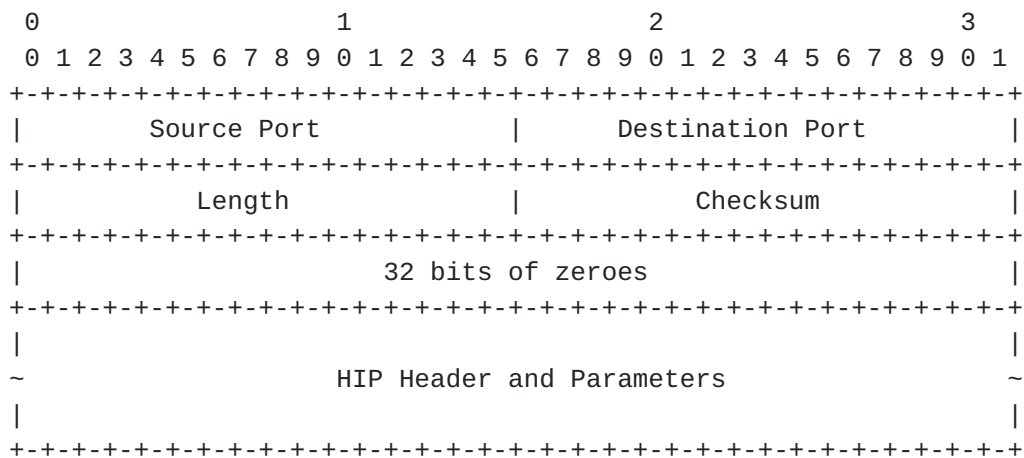 0                   1                   2                   3
 0 1 2 3 4 5 6 7 8 9 0 1 2 3 4 5 6 7 8 9 0 1 2 3 4 5 6 7 8 9 0 1
+-+-+-+-+-+-+-+-+-+-+-+-+-+-+-+-+-+-+-+-+-+-+-+-+-+-+-+-+-+-+-+-+
|        Source Port            |      Destination Port         |
+-+-+-+-+-+-+-+-+-+-+-+-+-+-+-+-+-+-+-+-+-+-+-+-+-+-+-+-+-+-+-+-+
|           Length              |           Checksum            |
+-+-+-+-+-+-+-+-+-+-+-+-+-+-+-+-+-+-+-+-+-+-+-+-+-+-+-+-+-+-+-+-+
|                       32 bits of zeroes                       |
+-+-+-+-+-+-+-+-+-+-+-+-+-+-+-+-+-+-+-+-+-+-+-+-+-+-+-+-+-+-+-+-+
|                                                               |
~                    HIP Header and Parameters                  ~
|                                                               |
+-+-+-+-+-+-+-+-+-+-+-+-+-+-+-+-+-+-+-+-+-+-+-+-+-+-+-+-+-+-+-+-+